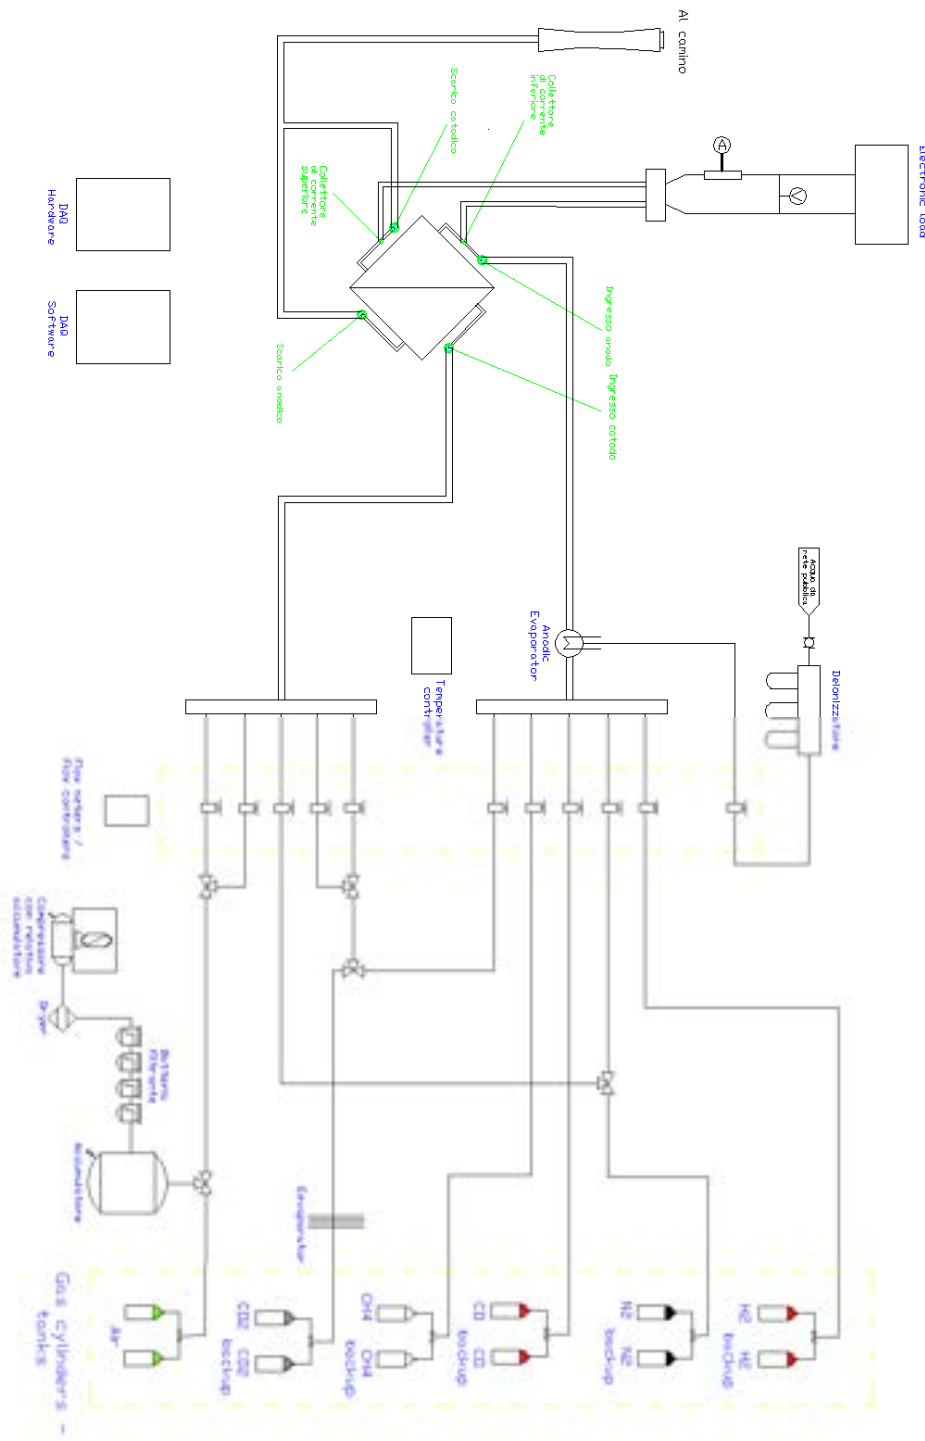 Al camino
Electronic load
Collettore
di corrente
inferiore
Scarico catodico
Collettore
di corrente
superiore
A
V
DAQ
Hardware
DAQ
Software
Ingresso anodo
Ingresso catodo
Scarico anodico
Acqua da
rete pubblica
Anodic
Evaporator
Temperature
controller
Deionizzatore
Flow meters /
flow controllers
Compressore
con relativo
accumulatore
Dryer
Batteria
filtrante
Accumulatore
Evaporator
Gas cylinders -
tanks
Air
CO2
CO2
backup
CH4
CH4
backup
CO
CO
backup
N2
N2
backup
H2
H2
backup